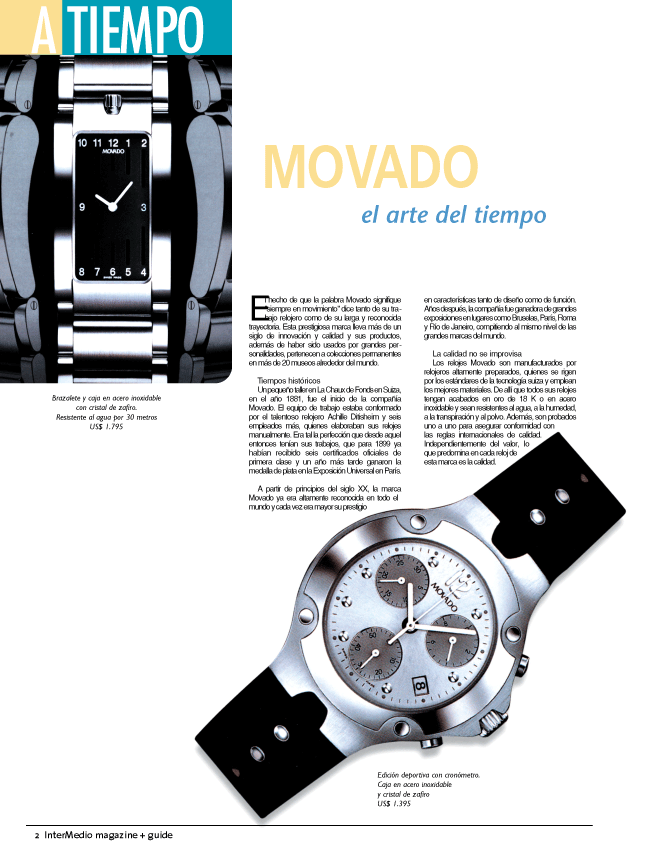 A TIEMPO
10 11 12 1 2
MOVADO
9 3
8 7 6 5 4
SWISS MADE
Brazalete y caja en acero inoxidable
con cristal de zafiro.
Resistente al agua por 30 metros
US$ 1.795
MOVADO
el arte del tiempo
El hecho de que la palabra Movado signifique
"siempre en movimiento" dice tanto de su tra-
bajo relojero como de su larga y reconocida
trayectoria. Esta prestigiosa marca lleva más de un
siglo de innovación y calidad y sus productos,
además de haber sido usados por grandes per-
sonalidades, pertenecen a colecciones permanentes
en más de 20 museos alrededor del mundo.
Tiempos históricos
Un pequeño taller en La Chaux de Fonds en Suiza,
en el año 1881, fue el inicio de la compañía
Movado. El equipo de trabajo estaba conformado
por el talentoso relojero Achille Ditisheim y seis
empleados más, quienes elaboraban sus relojes
manualmente. Era tal la perfección que desde aquel
entonces tenían sus trabajos, que para 1899 ya
habían recibido seis certificados oficiales de
primera clase y un año más tarde ganaron la
medalla de plata en la Exposición Universal en París.
A partir de principios del siglo XX, la marca
Movado ya era altamente reconocida en todo el
mundo y cada vez era mayor su prestigio
en características tanto de diseño como de función.
Años después, la compañía fue ganadora de grandes
exposiciones en lugares como Bruselas, París, Roma
y Río de Janeiro, compitiendo al mismo nivel de las
grandes marcas del mundo.
La calidad no se improvisa
Los relojes Movado son manufacturados por
relojeros altamente preparados, quienes se rigen
por los estándares de la tecnología suiza y emplean
los mejores materiales. De allí que todos sus relojes
tengan acabados en oro de 18 K o en acero
inoxidable y sean resistentes al agua, a la humedad,
a la transpiración y al polvo. Además, son probados
uno a uno para asegurar conformidad con
las reglas internacionales de calidad.
Independientemente del valor, lo
que predomina en cada reloj de
esta marca es la calidad.
12
MOVADO
8
Edición deportiva con cronómetro.
Caja en acero inoxidable
y cristal de zafiro
US$ 1.395
2 InterMedio magazine + guide